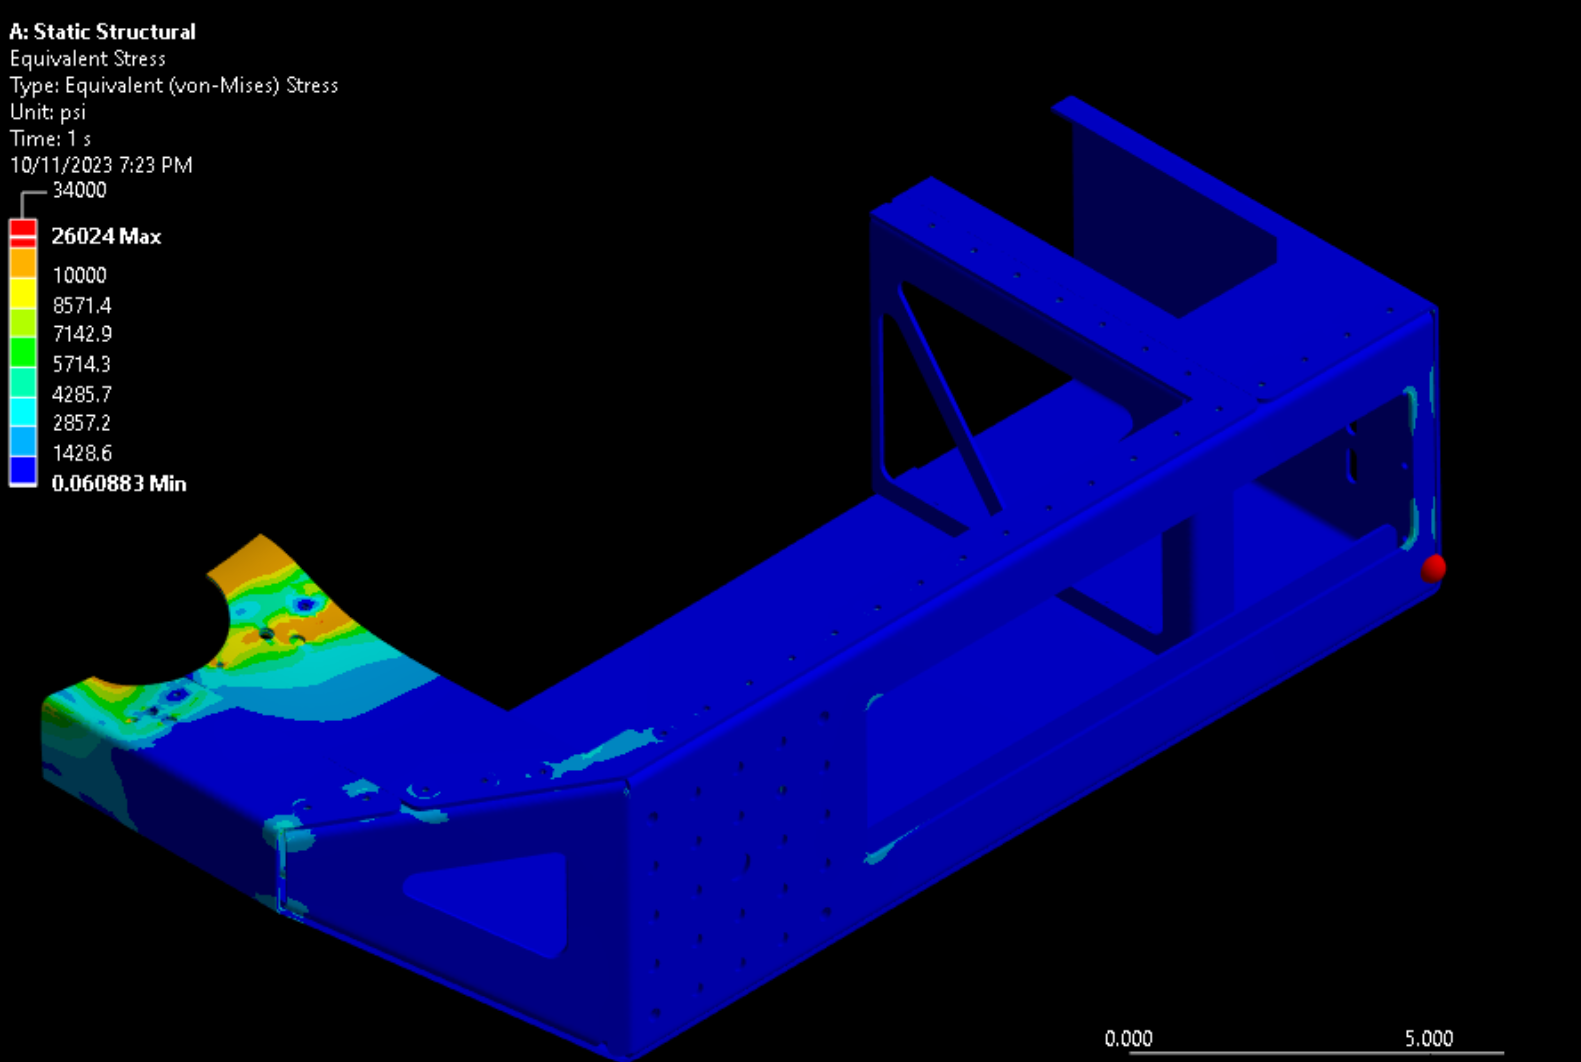 A: Static Structural
Equivalent Stress
Type: Equivalent (von-Mises) Stress
Unit: psi
Time: 1 s
10/11/2023 7:23 PM
34000
26024 Max
10000
8571.4
7142.9
5714.3
4285.7
2857.2
1428.6
0.060883 Min
0.000 5.000